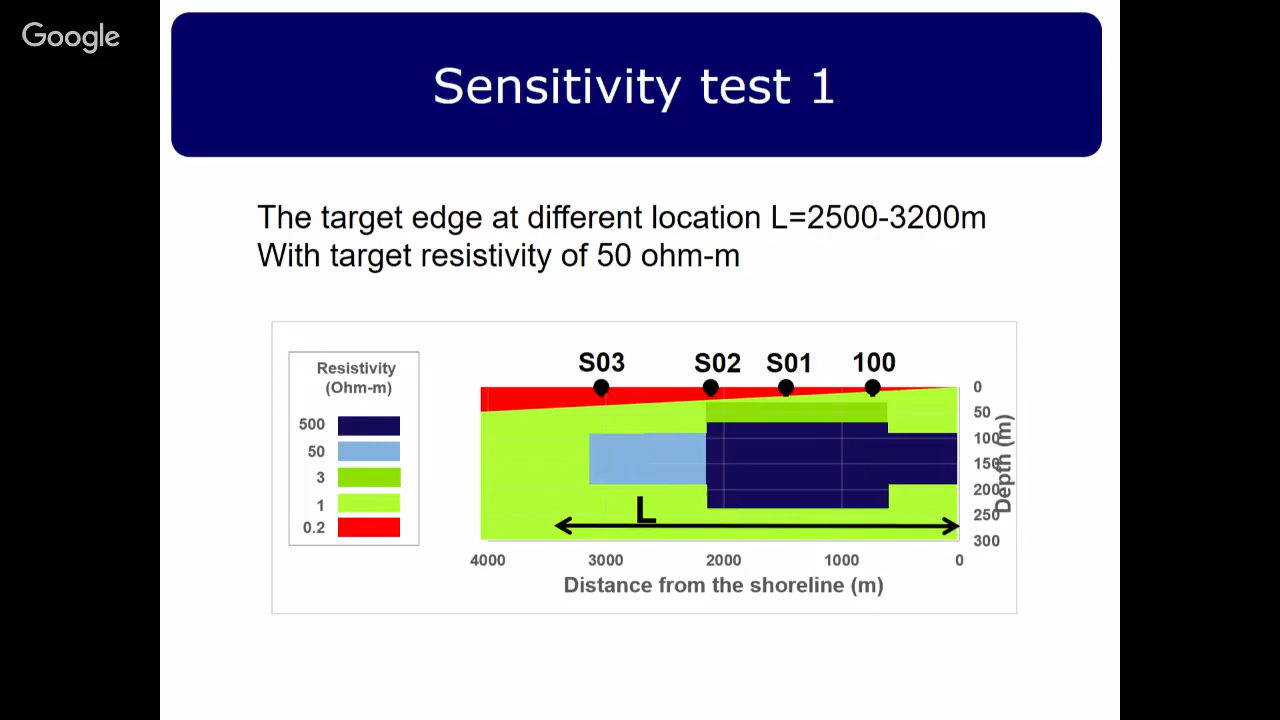 Google
Sensitivity test 1
The target edge at different location L=2500-3200m
With target resistivity of 50 ohm-m
Resistivity
(Ohm-m)
500
50
3
1
0.2
S03 S02 S01 100
0
50
100
150
200
250
300
Depth (m)
L
4000 3000 2000 1000 0
Distance from the shoreline (m)